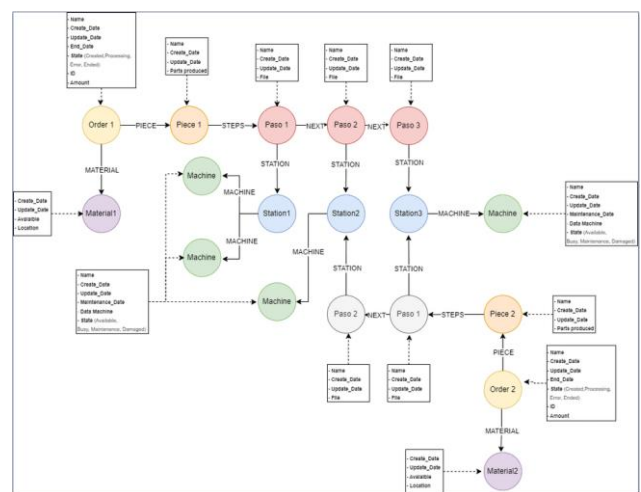 - Name
- Create_Date
- Update_Date
- End_Date
- State (Created,Processing,
Error, Ended)
- ID
- Amount
- Name
- Create_Date
- Update_Date
- Parts produced
- Name
- Create_Date
- Update_Date
- File
- Name
- Create_Date
- Update_Date
- File
- Name
- Create_Date
- Update_Date
- File
Order 1
PIECE
Piece 1
STEPS
Paso 1
NEXT
Paso 2
NEXT
Paso 3
MATERIAL
STATION
STATION
STATION
Machine
MACHINE
- Create_Date
- Update_Date
- Available
- Location
Material1
Station1
Station2
Station3
MACHINE
Machine
- Name
- Create_Date
- Update_Date
- Maintenance_Date
- Data Machine
- State (Available,
Busy, Maintenance, Damaged)
MACHINE
Machine
MACHINE
STATION
STATION
- Name
- Create_Date
- Update_Date
- Maintenance_Date
- Data Machine
- State (Available,
Busy, Maintenance, Damaged)
Machine
Paso 2
NEXT
Paso 1
STEPS
Piece 2
- Name
- Create_Date
- Update_Date
- Parts produced
PIECE
- Name
- Create_Date
- Update_Date
- File
- Name
- Create_Date
- Update_Date
- File
Order 2
- Name
- Create_Date
- Update_Date
- End_Date
- State (Created,Processing,
Error, Ended)
- ID
- Amount
MATERIAL
- Create_Date
- Update_Date
- Available
- Location
Material2